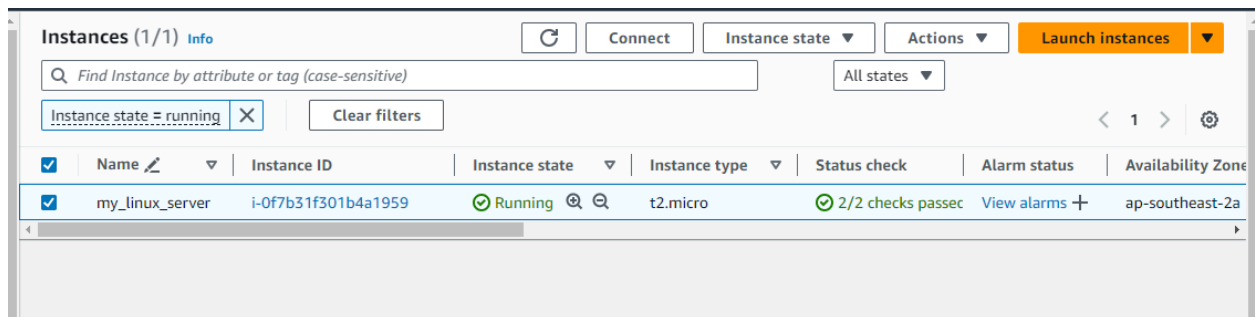 Instances (1/1) Info Connect Instance state Actions Launch instances
Find Instance by attribute or tag (case-sensitive) All states
Instance state = running Clear filters 1
Name Instance ID Instance state Instance type Status check Alarm status Availability Zone
my_linux_server i-0f7b31f301b4a1959 Running t2.micro 2/2 checks passec View alarms + ap-southeast-2a